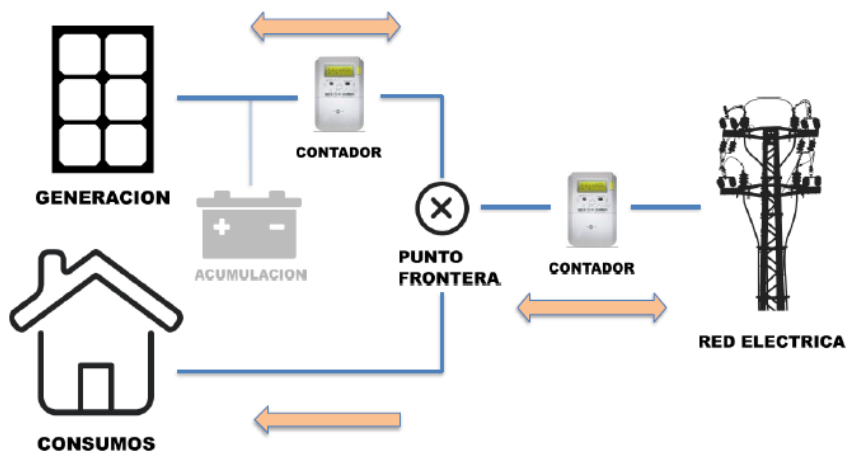 CONTADOR
GENERACION
ACUMULACION
PUNTO
FRONTERA
CONTADOR
RED ELECTRICA
CONSUMOS